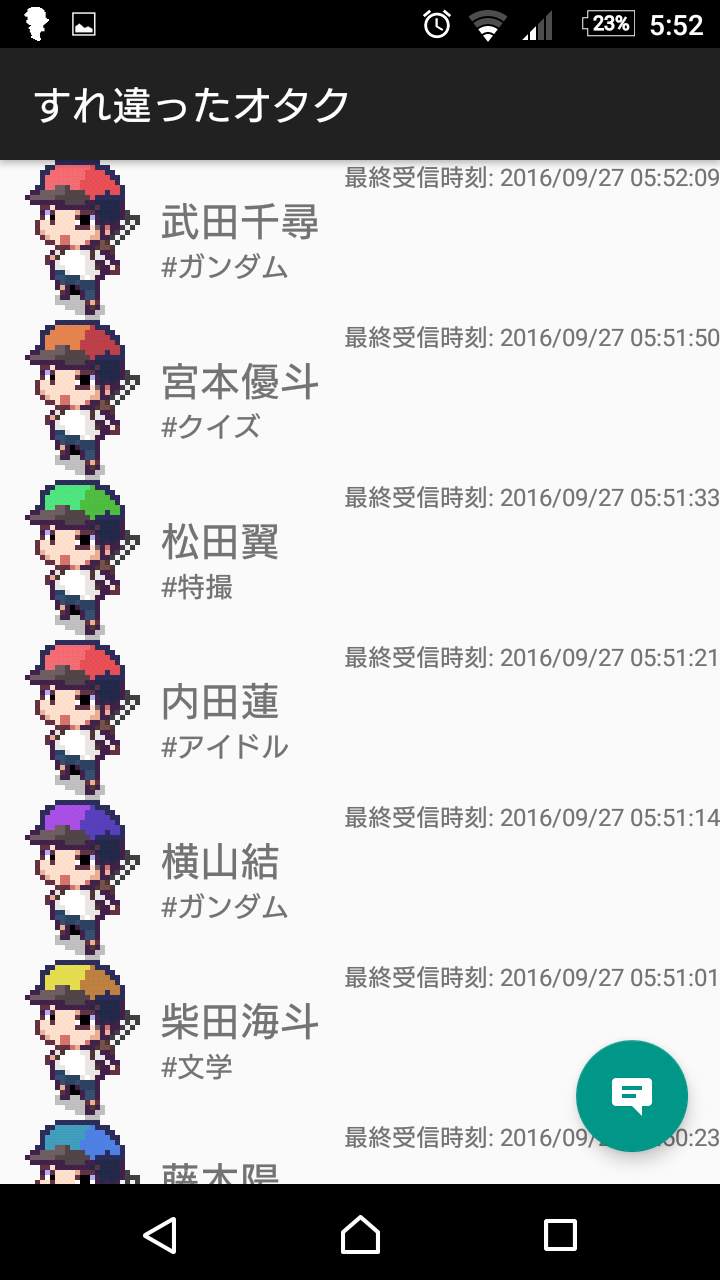 23% 5:52
すれ違ったオタク
最終受信時刻: 2016/09/27 05:52:09
武田千尋
#ガンダム
最終受信時刻: 2016/09/27 05:51:50
宮本優斗
#クイズ
最終受信時刻: 2016/09/27 05:51:33
松田翼
#特撮
最終受信時刻: 2016/09/27 05:51:21
内田蓮
#アイドル
最終受信時刻: 2016/09/27 05:51:14
横山結
#ガンダム
最終受信時刻: 2016/09/27 05:51:01
柴田海斗
#文学
最終受信時刻: 2016/09/
:23
藤本陽